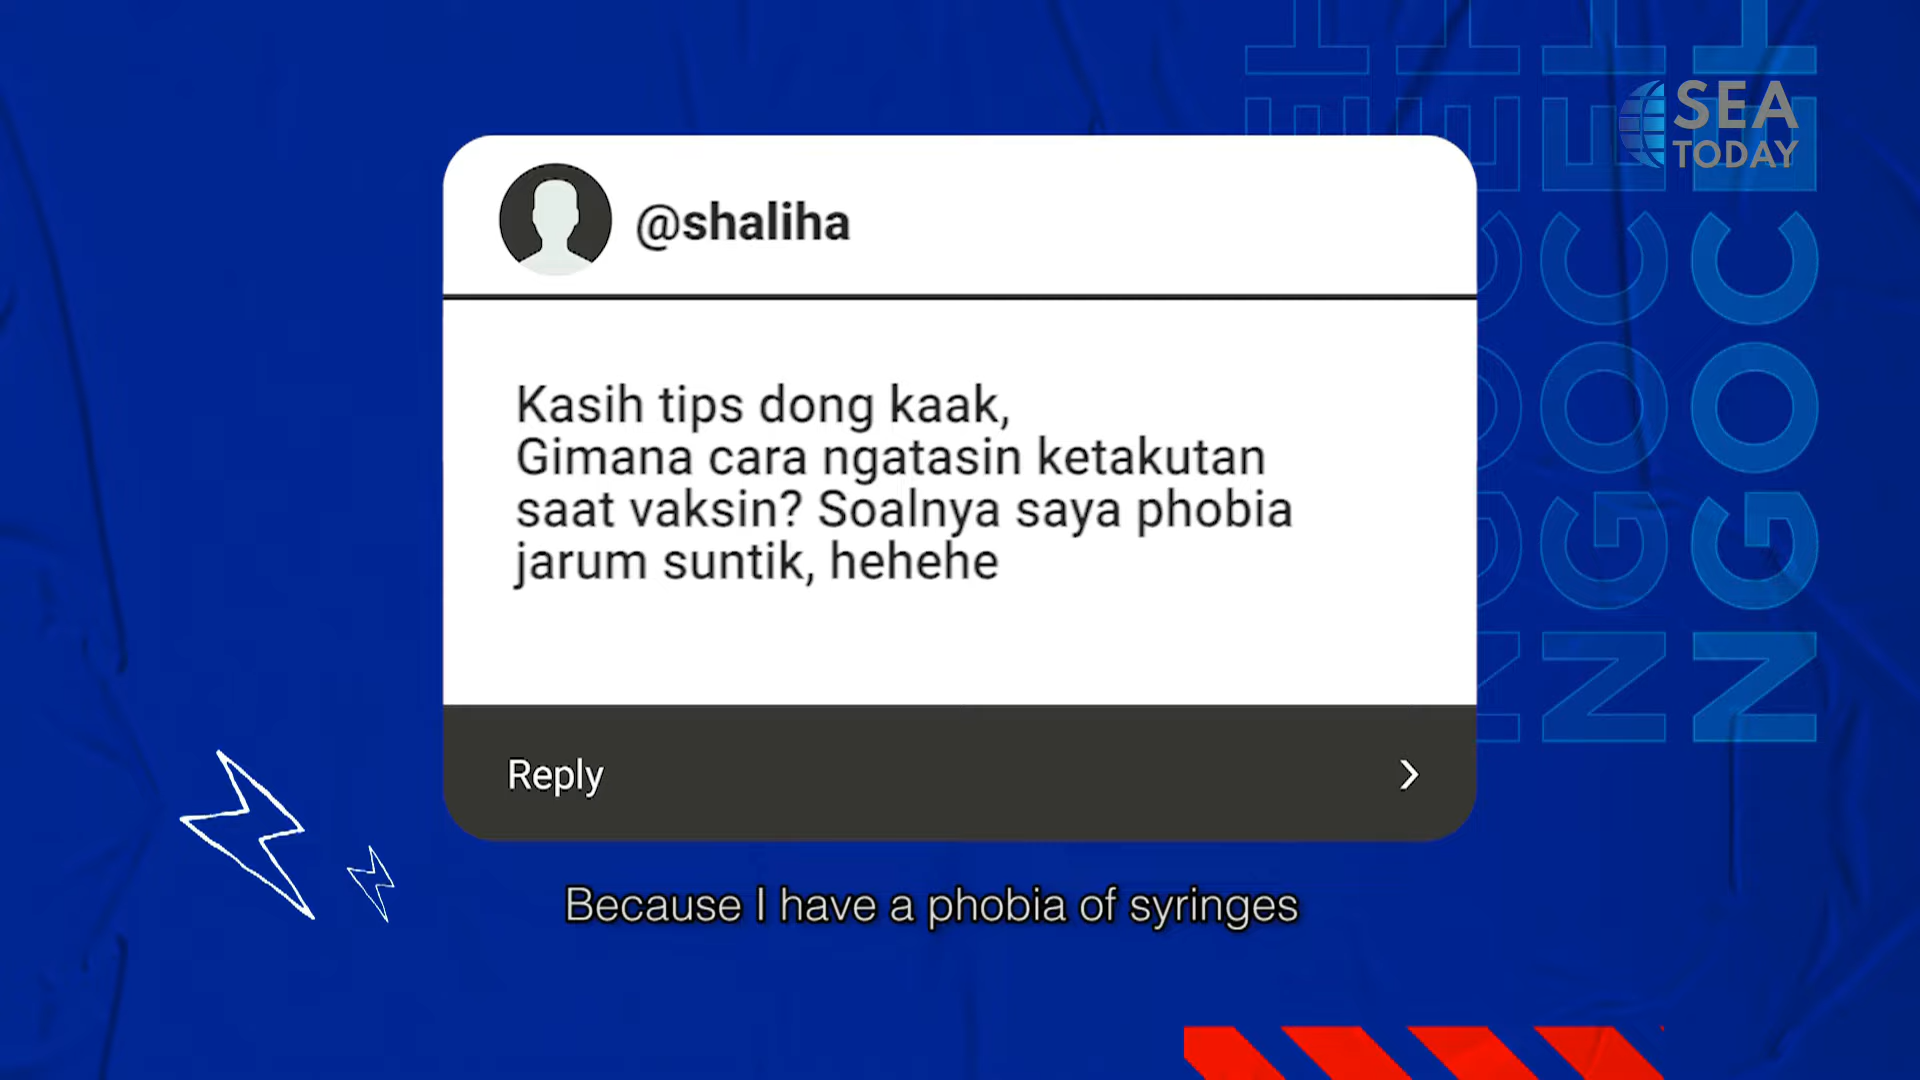 SEA
TODAY
@shaliha
Kasih tips dong kaak,
Gimana cara ngatasin ketakutan
saat vaksin? Soalnya saya phobia
jarum suntik, hehehe
Reply
Because I have a phobia of syringes
NGOCEH